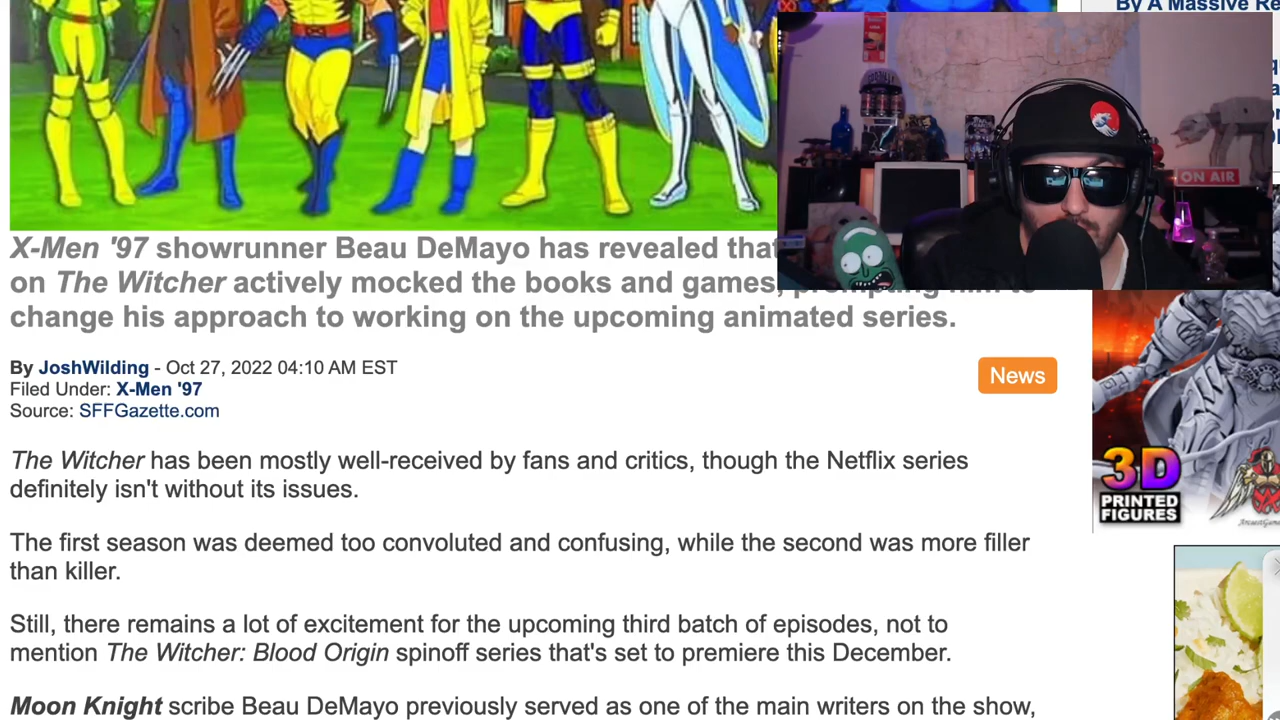 By A Massive Re
X-Men '97 showrunner Beau DeMayo has revealed that
on The Witcher actively mocked the books and games,
change his approach to working on the upcoming animated series.
By JoshWilding - Oct 27, 2022 04:10 AM EST
Filed Under: X-Men '97
Source: SFFGazette.com
News
ON AIR
The Witcher has been mostly well-received by fans and critics, though the Netflix series
definitely isn't without its issues.
The first season was deemed too convoluted and confusing, while the second was more filler
than killer.
Still, there remains a lot of excitement for the upcoming third batch of episodes, not to
mention The Witcher: Blood Origin spinoff series that's set to premiere this December.
Moon Knight scribe Beau DeMayo previously served as one of the main writers on the show,
3D
PRINTED
FIGURES